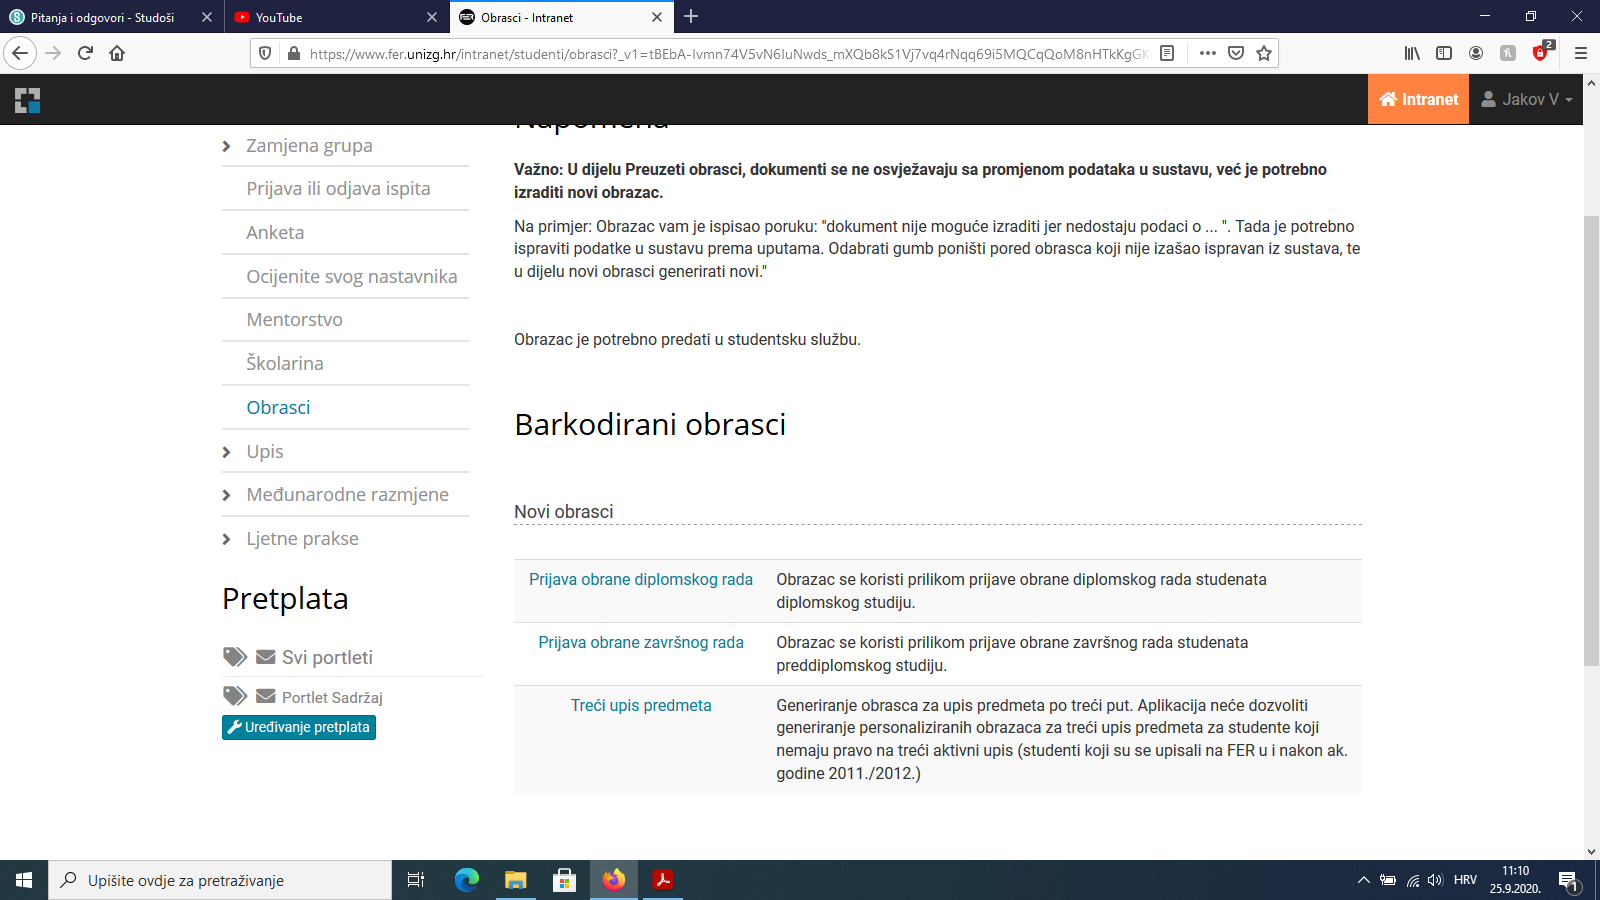 Pitanja i odgovori - Studoši
YouTube
Obrasci - Intranet
https://www.fer.unizg.hr/intranet/studenti/obrasci?_v1=tBEbA-Ivmn74V5vN6IuNwds_mXQb8kS1Vj7vq4rNqq69i5MQCqQoM8nHTkKgGK
2
Intranet
Jakov V
Zamjena grupa
Prijava ili odjava ispita
Anketa
Ocijenite svog nastavnika
Mentorstvo
Školarina
Obrasci
Upis
Međunarodne razmjene
Ljetne prakse
Pretplata
Svi portleti
Portlet Sadržaj
Uređivanje pretplata
Napomena
Važno: U dijelu Preuzeti obrasci, dokumenti se ne osvježavaju sa promjenom podataka u sustavu, već je potrebno
izraditi novi obrazac.
Na primjer: Obrazac vam je ispisao poruku: "dokument nije moguće izraditi jer nedostaju podaci o ... ". Tada je potrebno
ispraviti podatke u sustavu prema uputama. Odabrati gumb poništi pored obrasca koji nije izašao ispravan iz sustava, te
u dijelu novi obrasci generirati novi."
Obrazac je potrebno predati u studentsku službu.
Barkodirani obrasci
Novi obrasci
Prijava obrane diplomskog rada
Obrazac se koristi prilikom prijave obrane diplomskog rada studenata
diplomskog studiju.
Prijava obrane završnog rada
Obrazac se koristi prilikom prijave obrane završnog rada studenata
preddiplomskog studiju.
Treći upis predmeta
Generiranje obrasca za upis predmeta po treći put. Aplikacija neće dozvoliti
generiranje personaliziranih obrazaca za treći upis predmeta za studente koji
nemaju pravo na treći aktivni upis (studenti koji su se upisali na FER u i nakon ak.
godine 2011./2012.)
Upišite ovdje za pretraživanje
HRV
11:10
25.9.2020.
1